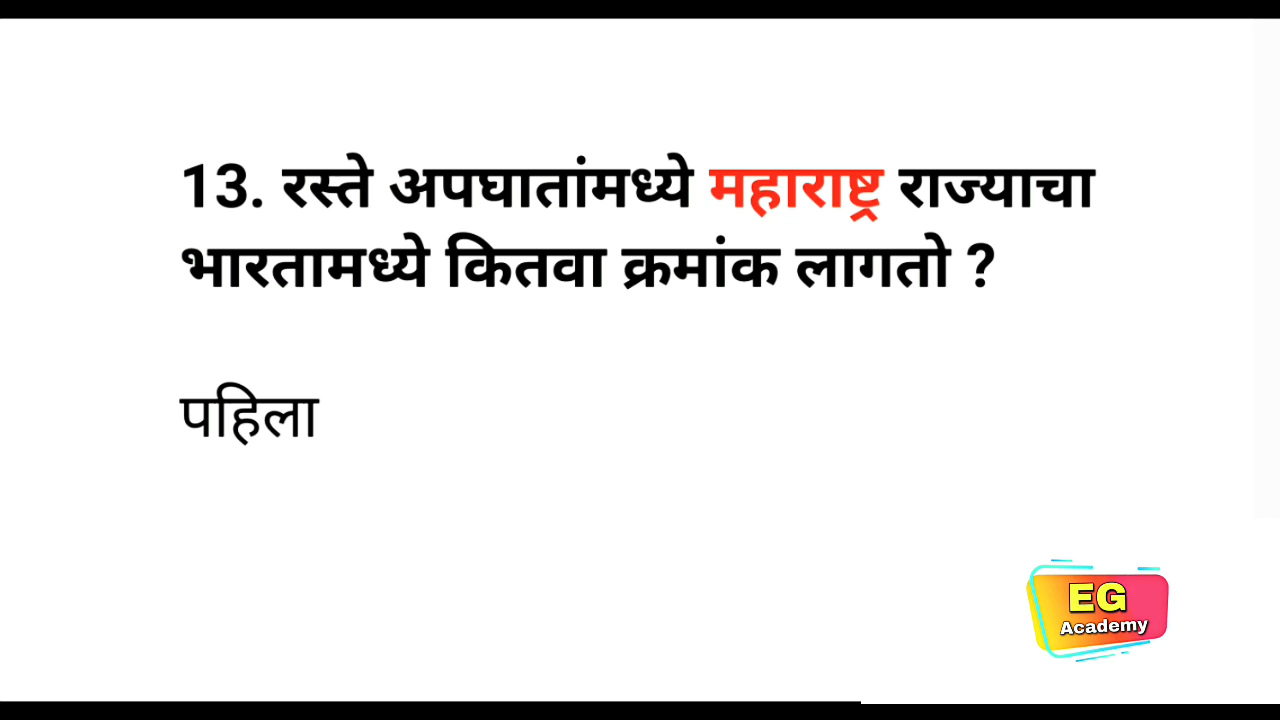 13. रस्ते अपघातांमध्ये महाराष्ट्र राज्याचा
भारतामध्ये कितवा क्रमांक लागतो ?
पहिला
EG
Academy